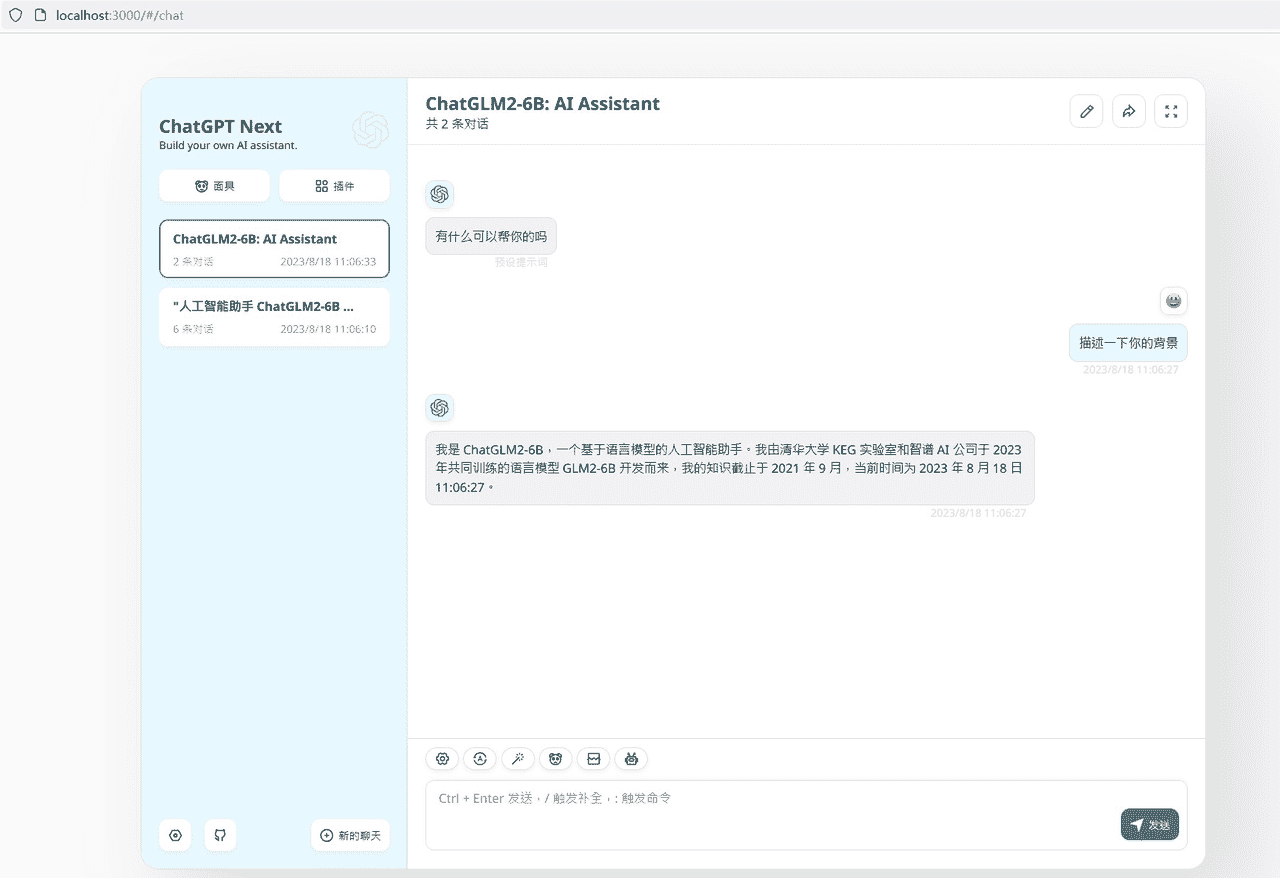 localhost:3000/#/chat
ChatGPT Next
Build your own AI assistant.
面具
插件
ChatGLM2-6B: AI Assistant
2 条对话
2023/8/18 11:06:33
"人工智能助手 ChatGLM2-6B ...
6 条对话
2023/8/18 11:06:10
新的聊天
ChatGLM2-6B: AI Assistant
共 2 条对话
有什么可以帮你的吗
预设提示词
描述一下你的背景
2023/8/18 11:06:27
我是 ChatGLM2-6B，一个基于语言模型的人工智能助手。我由清华大学 KEG 实验室和智谱 AI 公司于 2023
年共同训练的语言模型 GLM2-6B 开发而来，我的知识截止于 2021 年 9 月，当前时间为 2023 年 8 月 18 日
11:06:27。
2023/8/18 11:06:27
Ctrl + Enter 发送，/ 触发补全，: 触发命令
发送